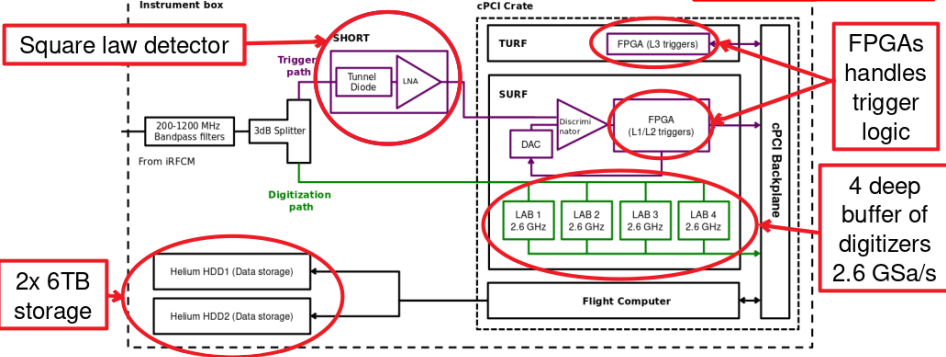 Instrument box
cPCI Crate
Square law detector
SHORT
Trigger
path
Tunnel
Diode
LNA
TURF
FPGA (L3 triggers)
FPGAs
handles
trigger
logic
SURF
Discrimi
nator
FPGA
(L1/L2 triggers)
DAC
cPCI Backplane
200-1200 MHz
Bandpass filters
3dB Splitter
From iRFCM
Digitization
path
LAB 1
2.6 GHz
LAB 2
2.6 GHz
LAB 3
2.6 GHz
LAB 4
2.6 GHz
4 deep
buffer of
digitizers
2.6 GSa/s
2x 6TB
storage
Helium HDD1 (Data storage)
Helium HDD2 (Data storage)
Flight Computer